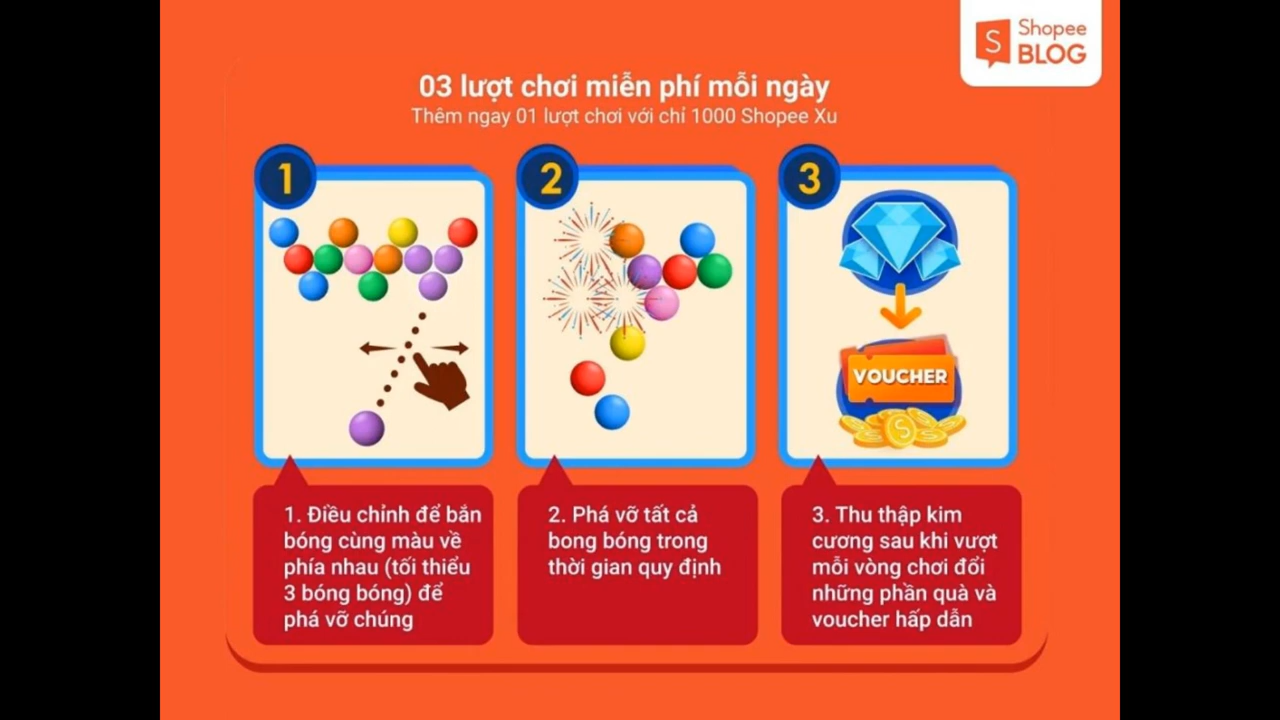 Shopee
BLOG
03 lượt chơi miễn phí mỗi ngày
Thêm ngay 01 lượt chơi với chỉ 1000 Shopee Xu
1
2
3
VOUCHER
1. Điều chỉnh để bắn
bóng cùng màu về
phía nhau (tối thiểu
3 bóng bóng) để
phá vỡ chúng
2. Phá vỡ tất cả
bong bóng trong
thời gian quy định
3. Thu thập kim
cương sau khi vượt
mỗi vòng chơi đổi
những phần quà và
voucher hấp dẫn